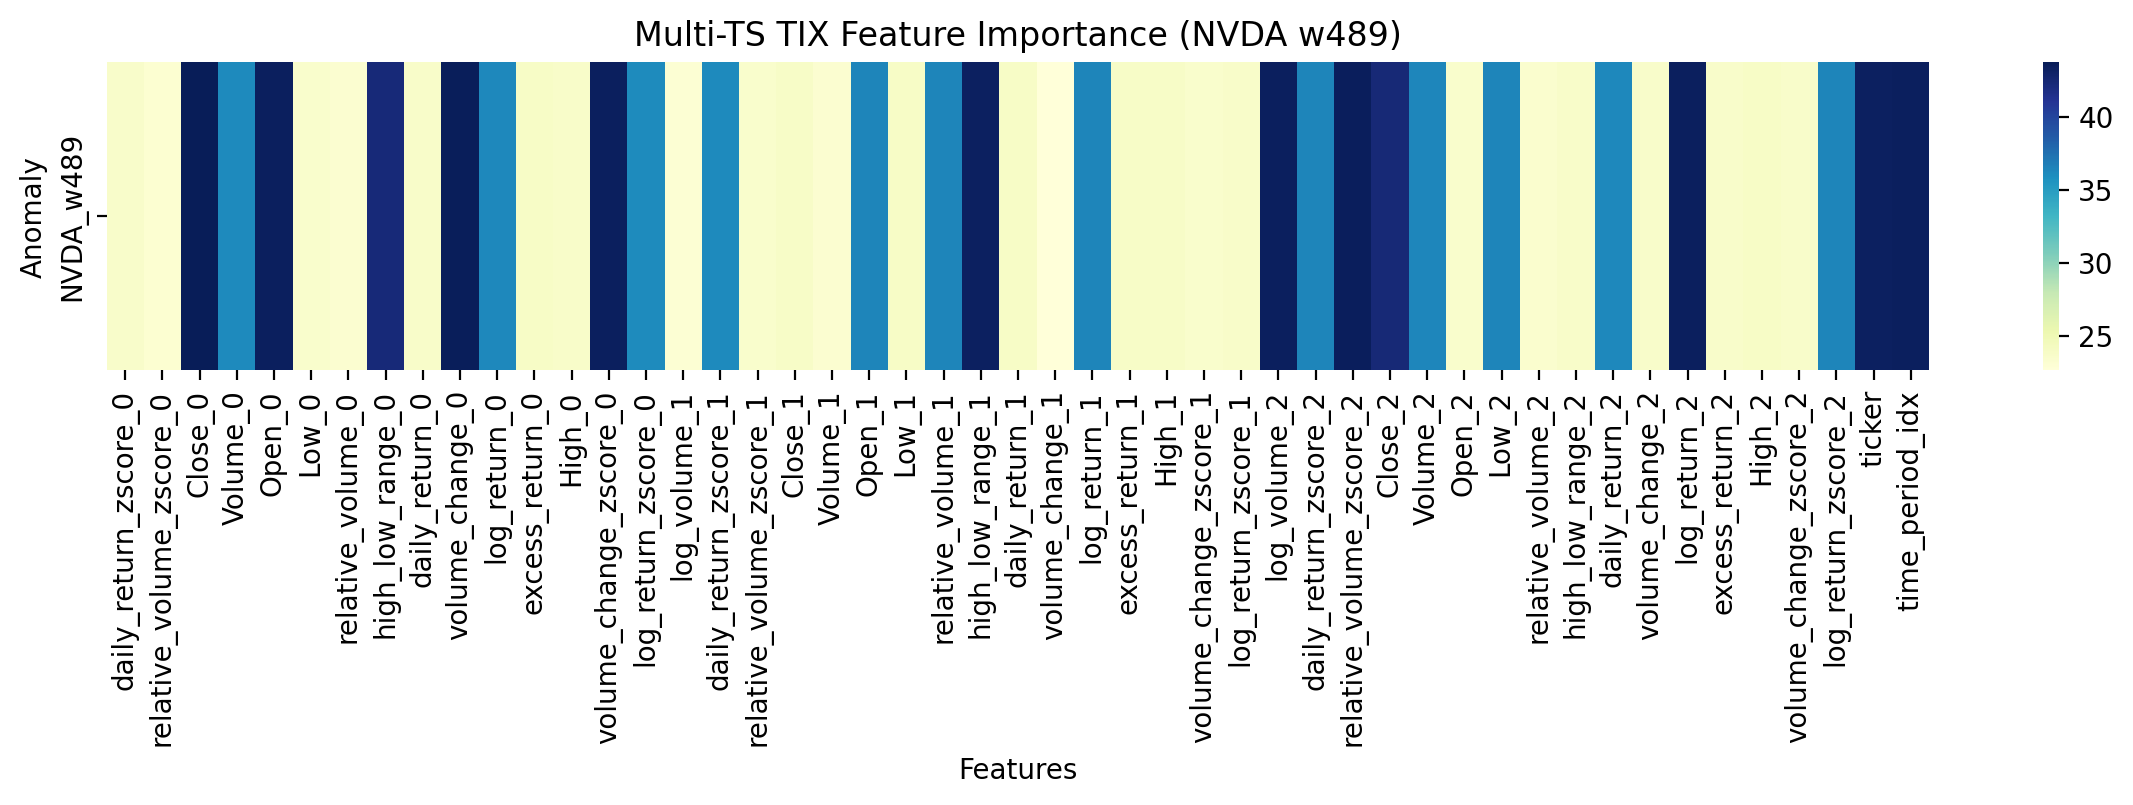 Multi-TS TIX Feature Importance (NVDA w489)
Anomaly
NVDA_w489
40
35
30
25
daily_return_zscore_0
relative_volume_zscore_0
Close_0
Volume_0
Open_0
Low_0
relative_volume_0
high_low_range_0
daily_return_0
volume_change_0
log_return_0
excess_return_0
High_0
volume_change_zscore_0
log_return_zscore_0
log_volume_1
daily_return_zscore_1
relative_volume_zscore_1
Close_1
Volume_1
Open_1
Low_1
relative_volume_1
high_low_range_1
daily_return_1
volume_change_1
log_return_1
excess_return_1
High_1
volume_change_zscore_1
log_return_zscore_1
log_volume_2
daily_return_zscore_2
relative_volume_zscore_2
Close_2
Volume_2
Open_2
Low_2
relative_volume_2
high_low_range_2
daily_return_2
volume_change_2
log_return_2
excess_return_2
High_2
volume_change_zscore_2
log_return_zscore_2
ticker
time_period_idx
Features